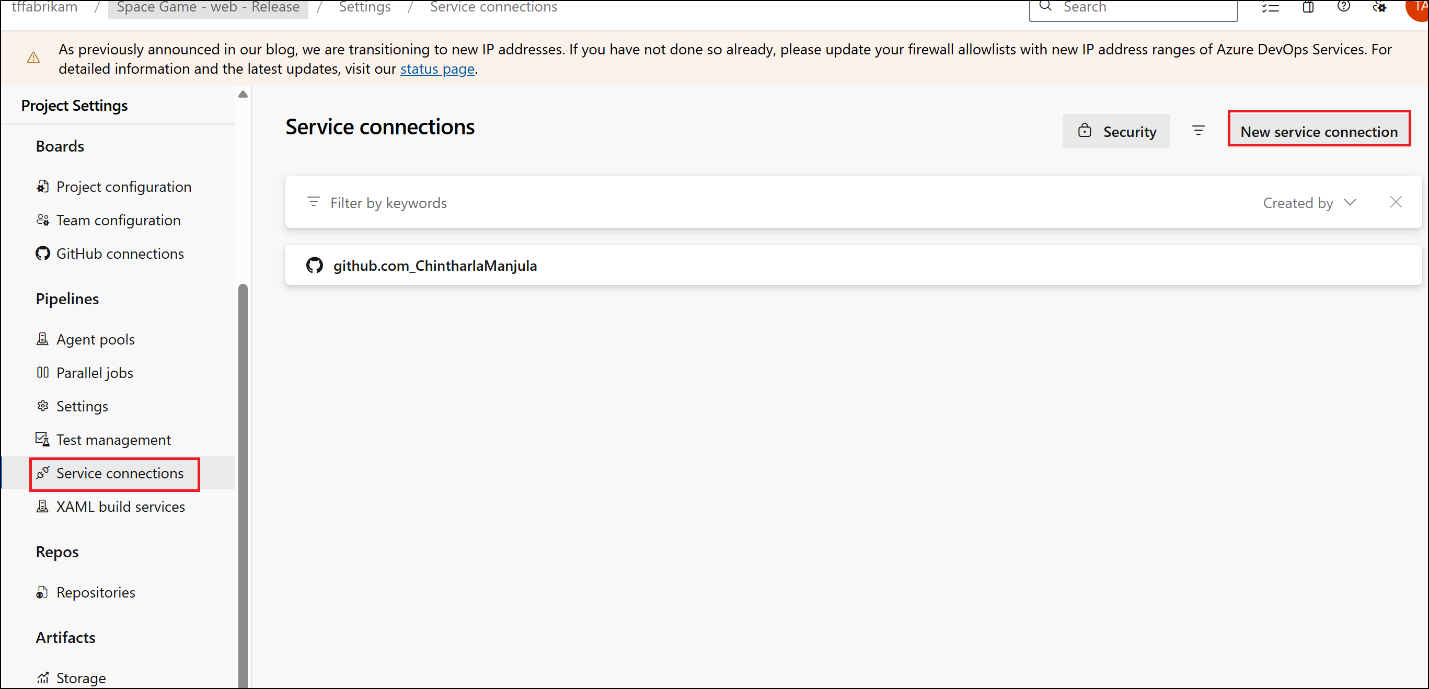 tffabrikam / Space Game - web - Release / Settings / Service connections
Search
TA
As previously announced in our blog, we are transitioning to new IP addresses. If you have not done so already, please update your firewall allowlists with new IP address ranges of Azure DevOps Services. For
detailed information and the latest updates, visit our status page.
Project Settings
Boards
Project configuration
Team configuration
GitHub connections
Pipelines
Agent pools
Parallel jobs
Settings
Test management
Service connections
XAML build services
Repos
Repositories
Artifacts
Storage
Service connections
Security
New service connection
Filter by keywords
Created by
github.com_ChintharlaManjula